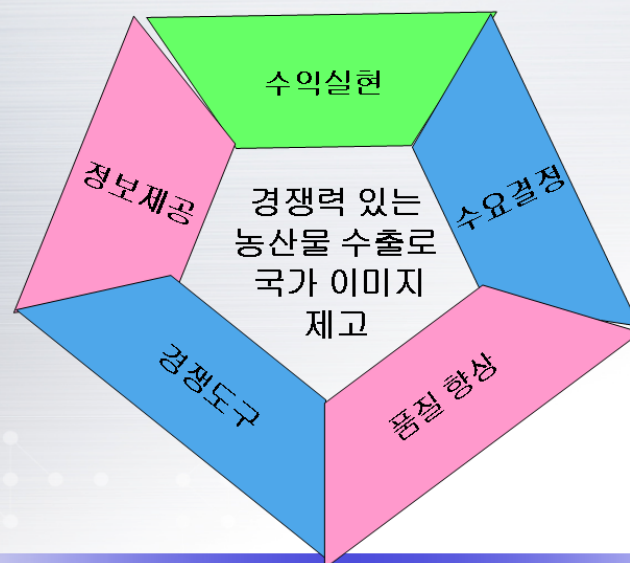 수익실현
정보제공
수요결정
경쟁력 있는
농산물 수출로
국가 이미지
제고
경쟁도구
품질 향상